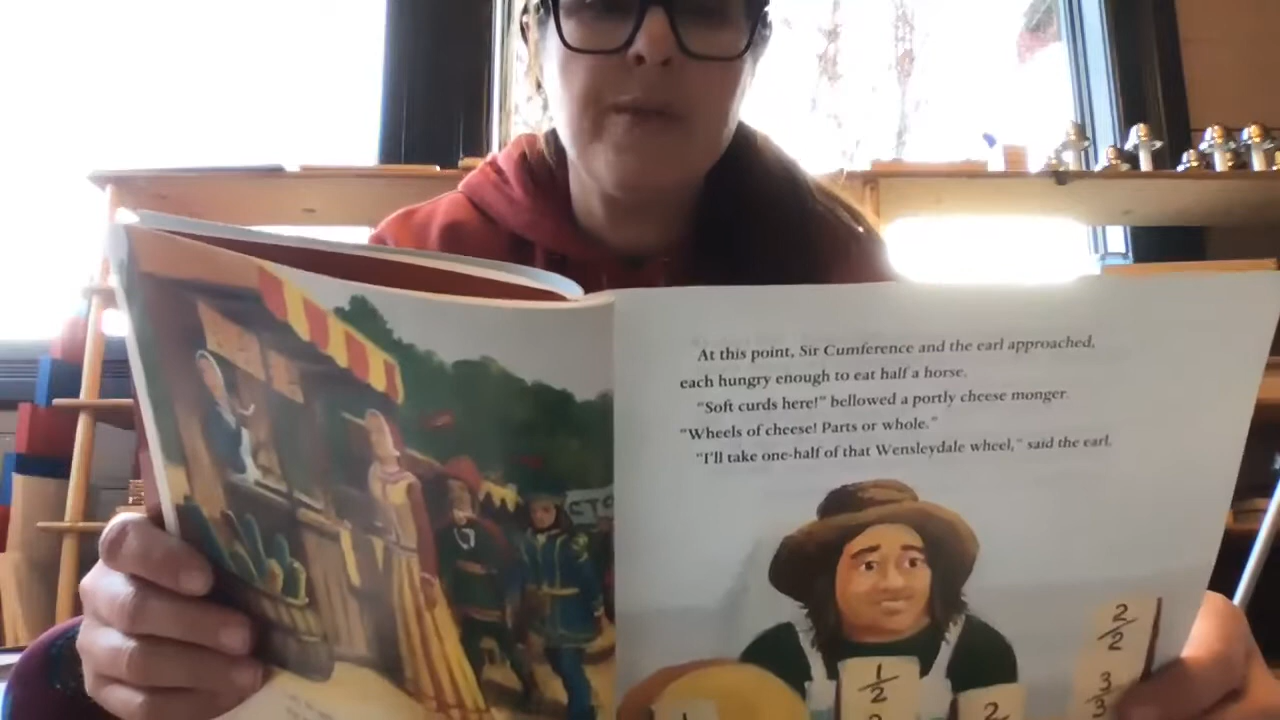 At this point, Sir Cumference and the earl approached,
each hungry enough to eat half a horse.
"Soft curds here!" bellowed a portly cheese monger.
"Wheels of cheese! Parts or whole."
"I'll take one-half of that Wensleydale wheel," said the earl.
2/2
1/2
3/3
2